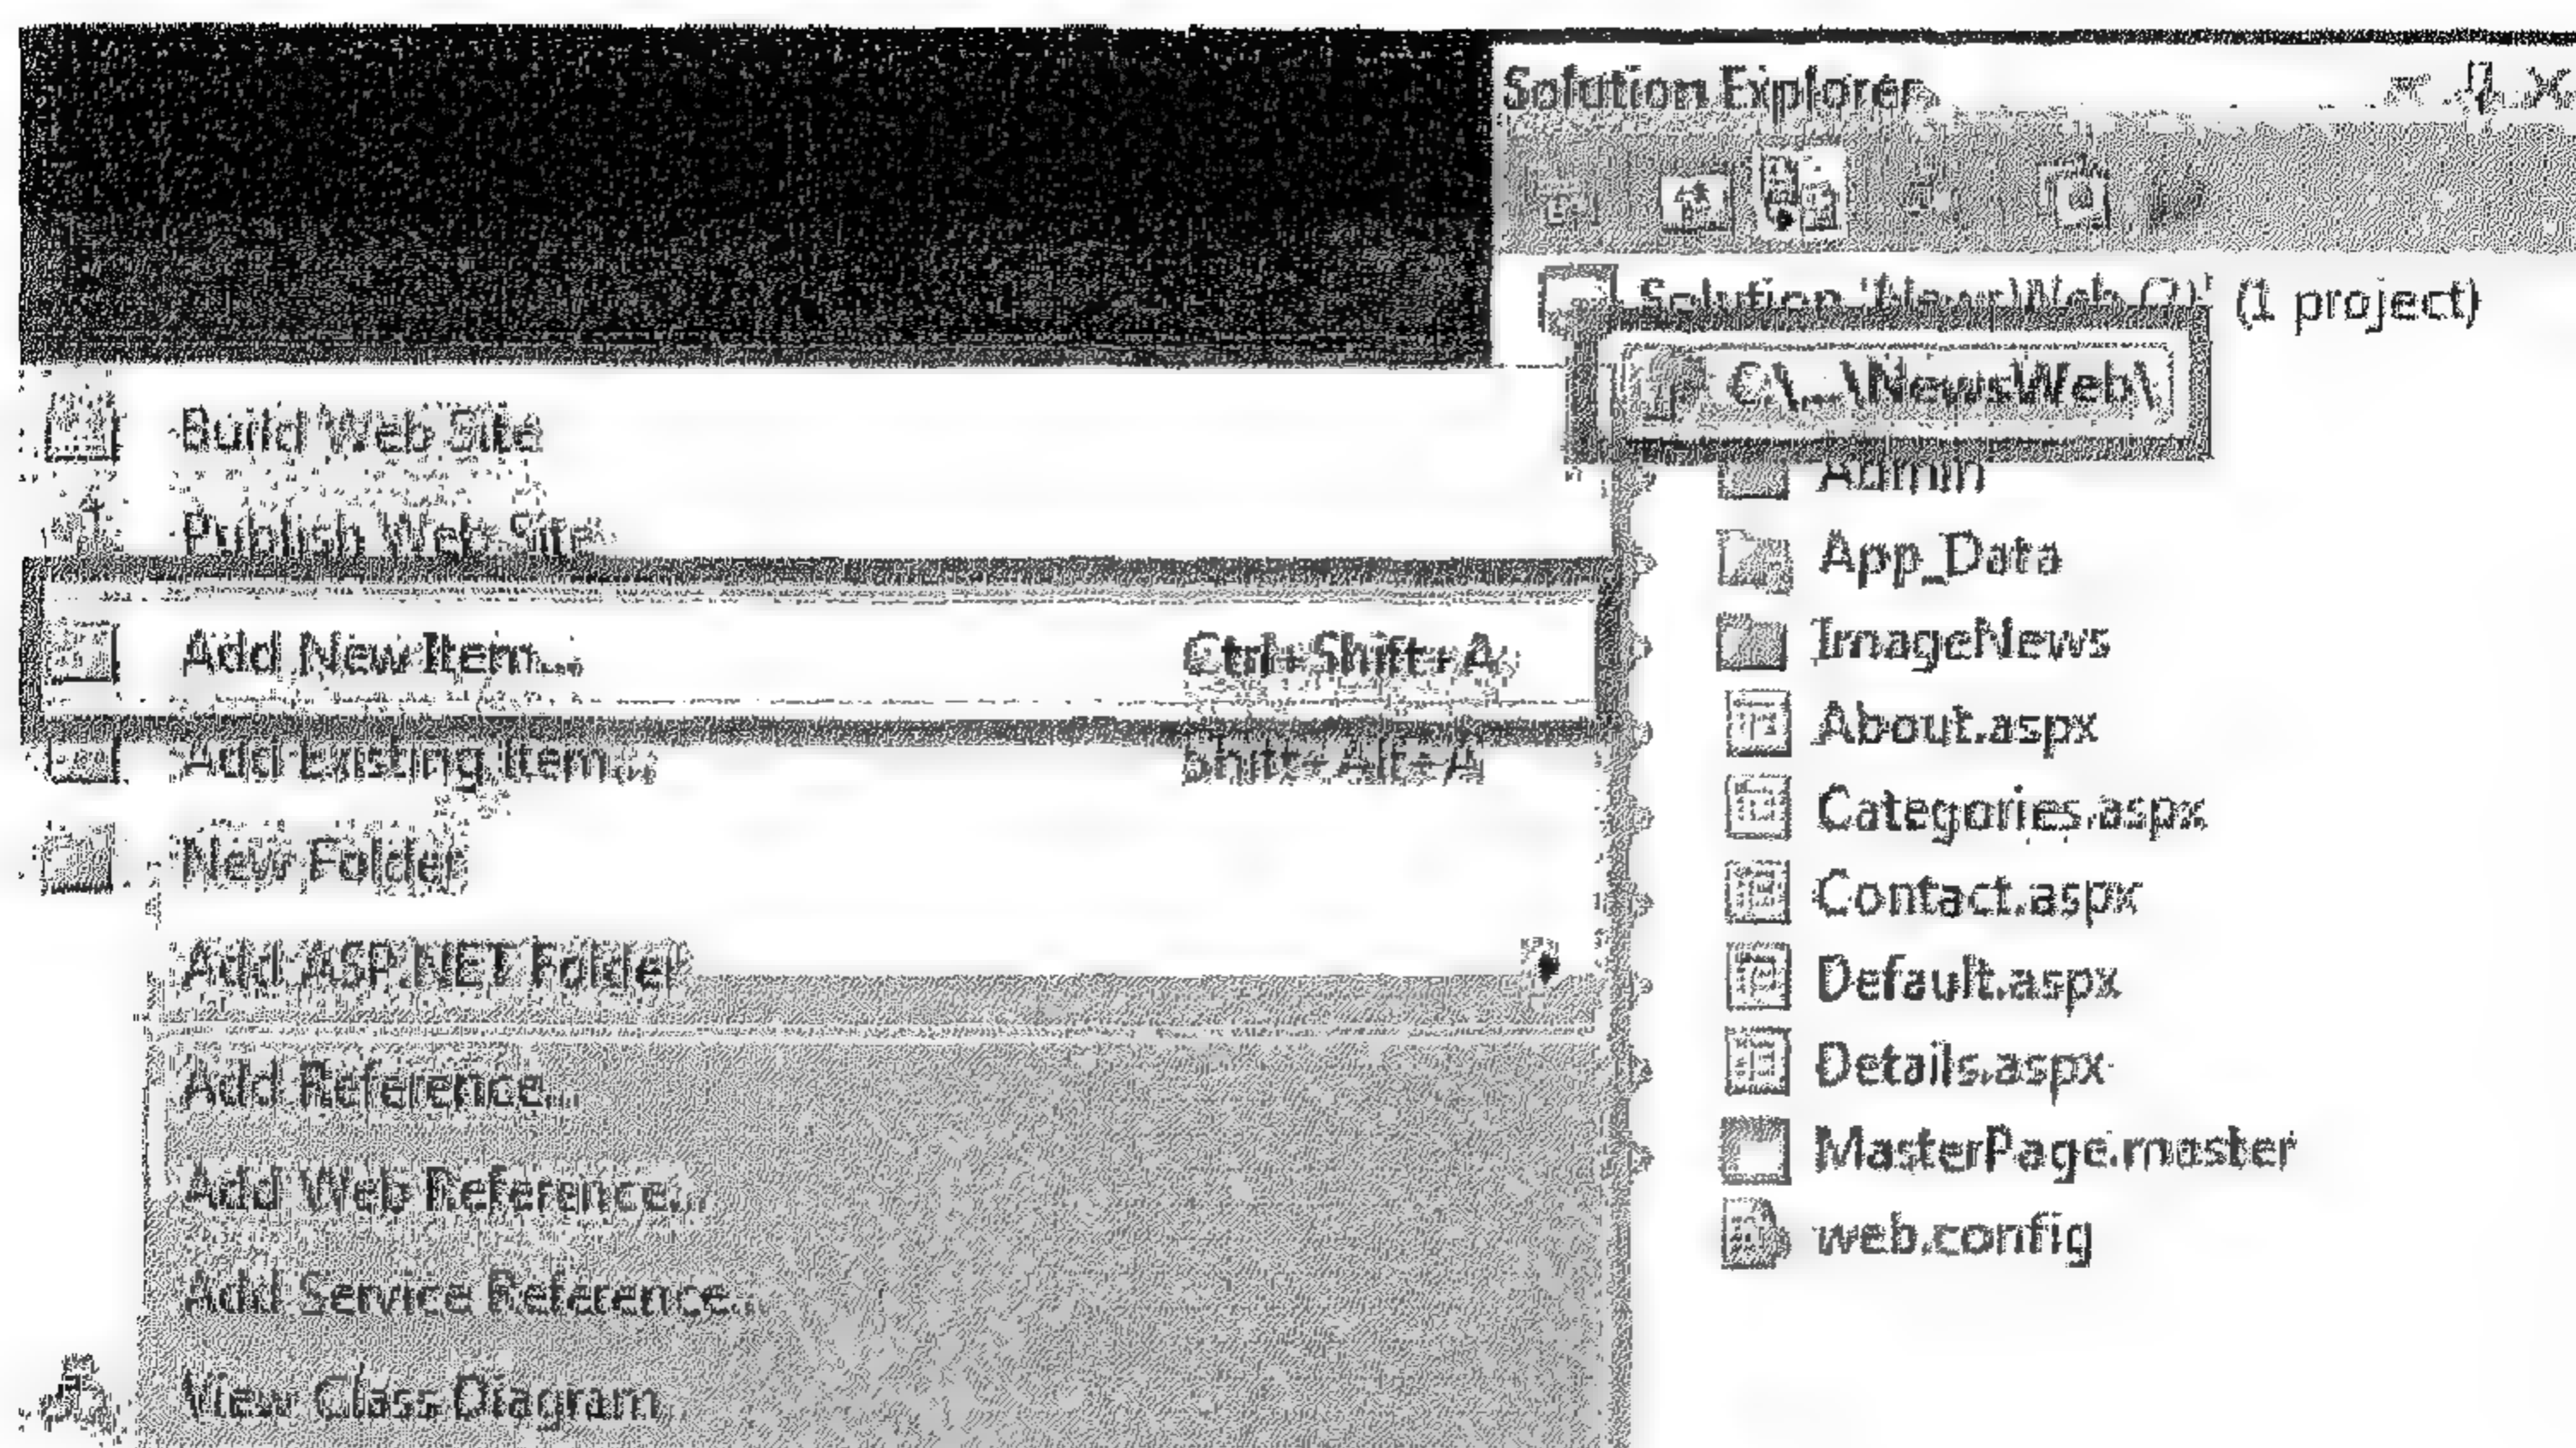 Solution Explorer
Solution 'NewsWeb (2)' (1 project)
C:\...\NewsWeb\
Admin
App_Data
ImageNews
About.aspx
Categories.aspx
Contact.aspx
Default.aspx
Details.aspx
MasterPage.master
web.config
Build Web Site
Publish Web Site
Add New Item... Ctrl+Shift+A
Add Existing Item... Shift+Alt+A
New Folder
Add ASP.NET Folder
Add Reference...
Add Web Reference...
Add Service Reference...
View Class Diagram